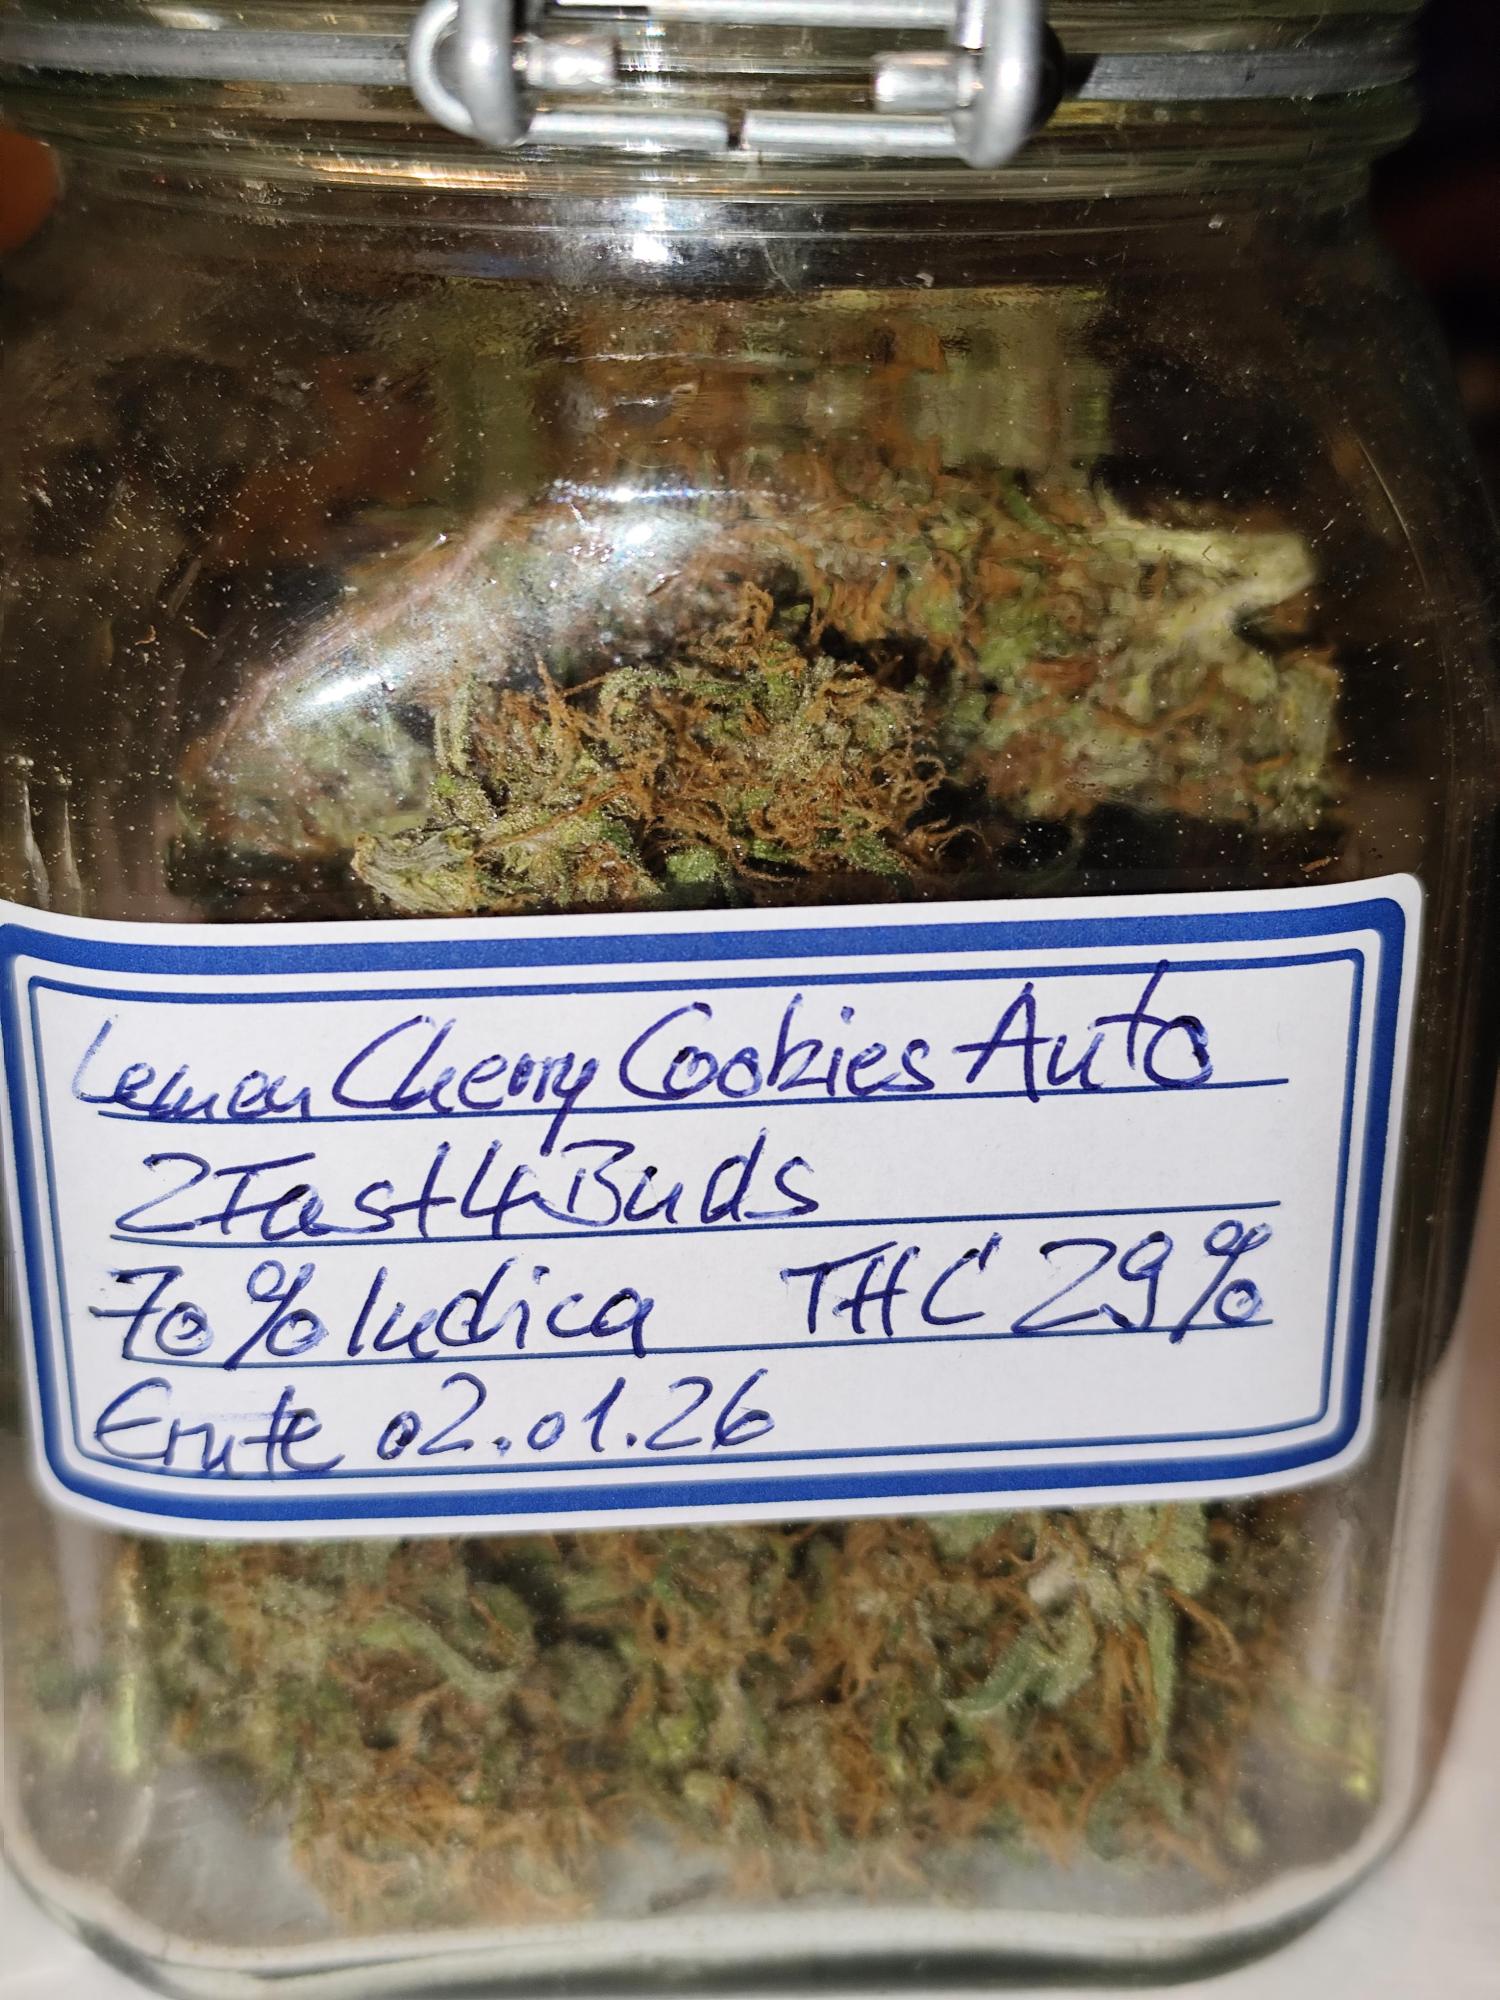 Lemon Cherry Cookies Auto
2Fast4Buds
70% Indica THC 29%
Ernte 02.01.26